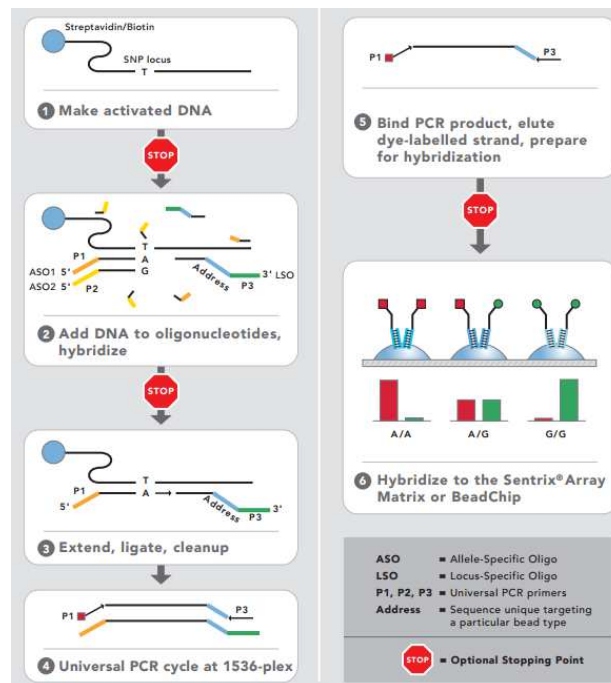 Streptavidin/Biotin
SNP locus
T
1 Make activated DNA
STOP
T
P1
A
ASO1 5'
G
Address
3' LSO
ASO2 5'
P2
P3
2 Add DNA to oligonucleotides,
hybridize
STOP
T
P1
A
5'
Address
P3
3'
3 Extend, ligate, cleanup
P1
P3
4 Universal PCR cycle at 1536-plex
P1
P3
5 Bind PCR product, elute
dye-labelled strand, prepare
for hybridization
STOP
A/A
A/G
G/G
6 Hybridize to the Sentrix® Array
Matrix or BeadChip
ASO = Allele-Specific Oligo
LSO = Locus-Specific Oligo
P1, P2, P3 = Universal PCR primers
Address = Sequence unique targeting
a particular bead type
STOP = Optional Stopping Point